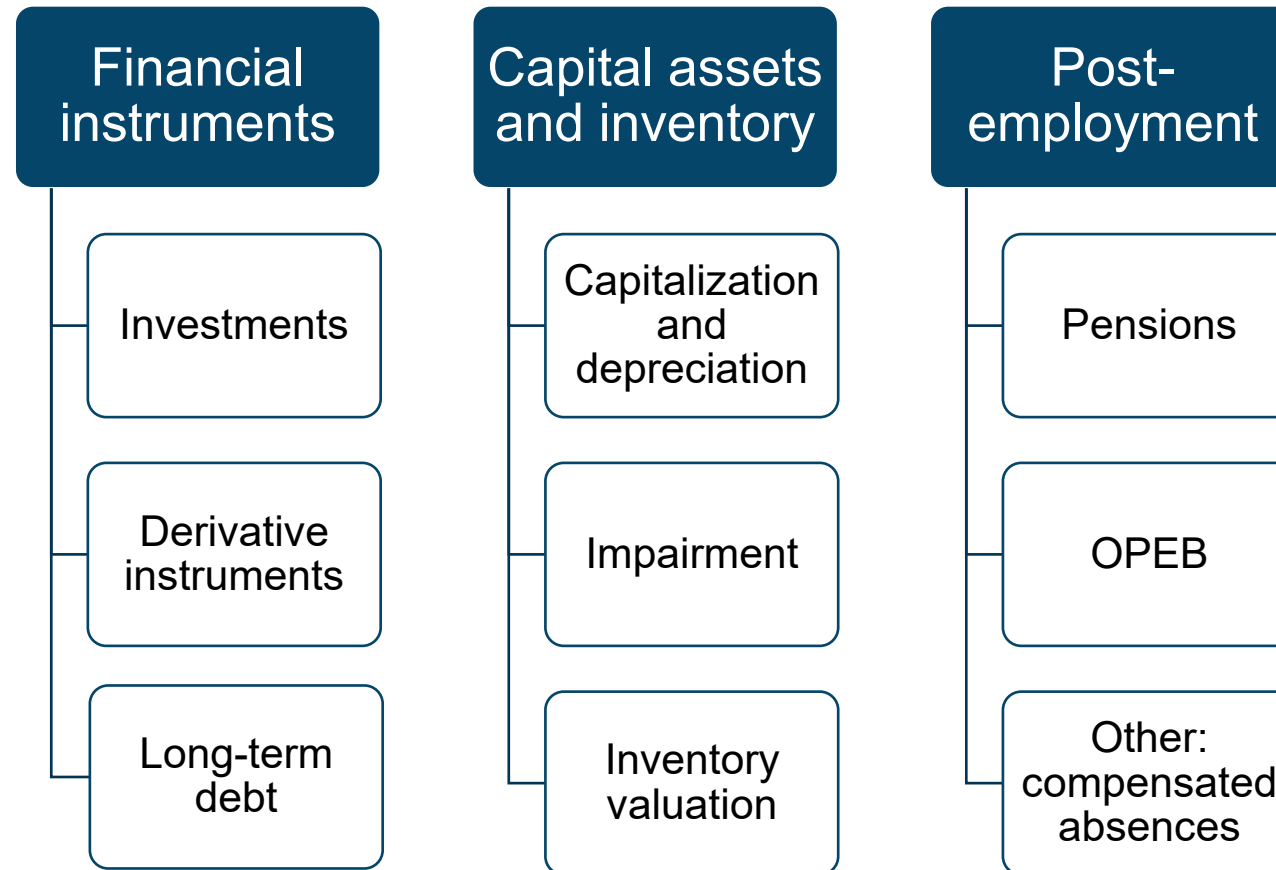 Financial
instruments
Investments
Derivative
instruments
Long-term
debt
Capital assets
and inventory
Capitalization
and
depreciation
Impairment
Inventory
valuation
Post-
employment
Pensions
OPEB
Other:
compensated
absences